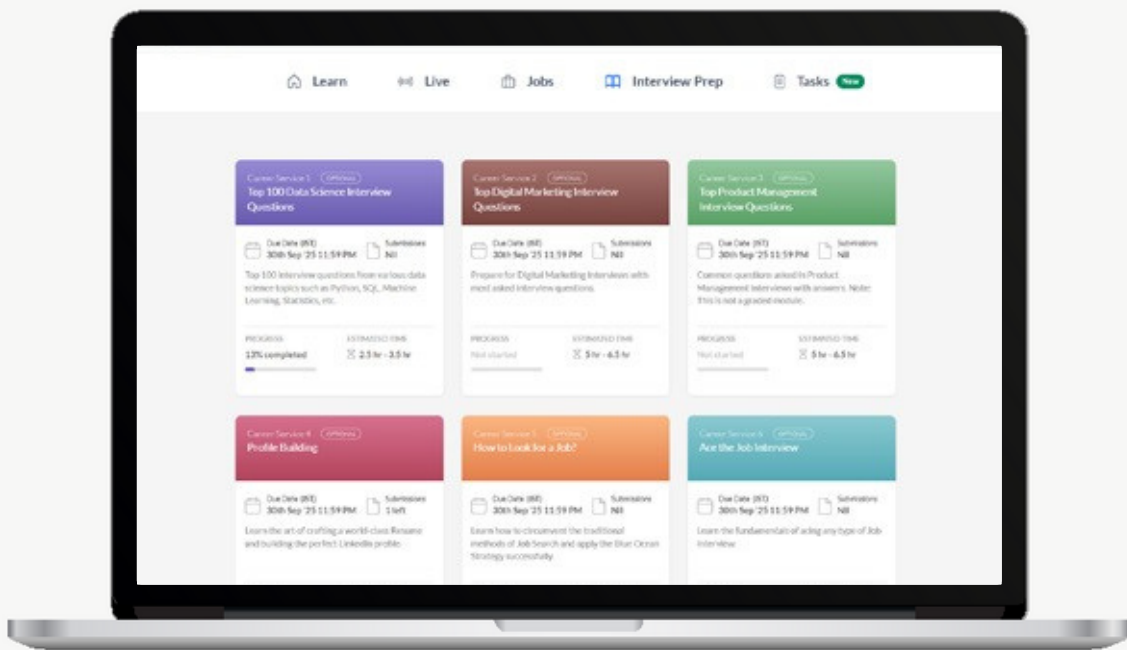 Learn
Live
Jobs
Interview Prep
Tasks New
Career Service 1 OPTIONAL
Top 100 Data Science Interview
Questions
Due Date (IST)
30th Sep '25 11:59 PM
Submissions
Nil
Top 100 interview questions from various data
science topics such as Python, SQL, Machine
Learning, Statistics, etc.
PROGRESS
13% completed
ESTIMATED TIME
2.5 hr - 3.5 hr
Career Service 2 OPTIONAL
Top Digital Marketing Interview
Questions
Due Date (IST)
30th Sep '25 11:59 PM
Submissions
Nil
Prepare for Digital Marketing Interviews with
most asked interview questions.
PROGRESS
Not started
ESTIMATED TIME
5 hr - 6.5 hr
Career Service 3 OPTIONAL
Top Product Management
Interview Questions
Due Date (IST)
30th Sep '25 11:59 PM
Submissions
Nil
Common questions asked in Product
Management interviews with answers. Note:
This is not a graded module.
PROGRESS
Not started
ESTIMATED TIME
5 hr - 6.5 hr
Career Service 4 OPTIONAL
Profile Building
Due Date (IST)
30th Sep '25 11:59 PM
Submissions
1 left
Learn the art of crafting a world-class Resume
and building the perfect LinkedIn profile
Career Service 5 OPTIONAL
How to Look for a Job?
Due Date (IST)
30th Sep '25 11:59 PM
Submissions
Nil
Learn how to circumvent the traditional
methods of Job Search and apply the Blue Ocean
Strategy successfully
Career Service 6 OPTIONAL
Ace the Job Interview
Due Date (IST)
30th Sep '25 11:59 PM
Submissions
Nil
Learn the fundamentals of acing any type of Job
Interview